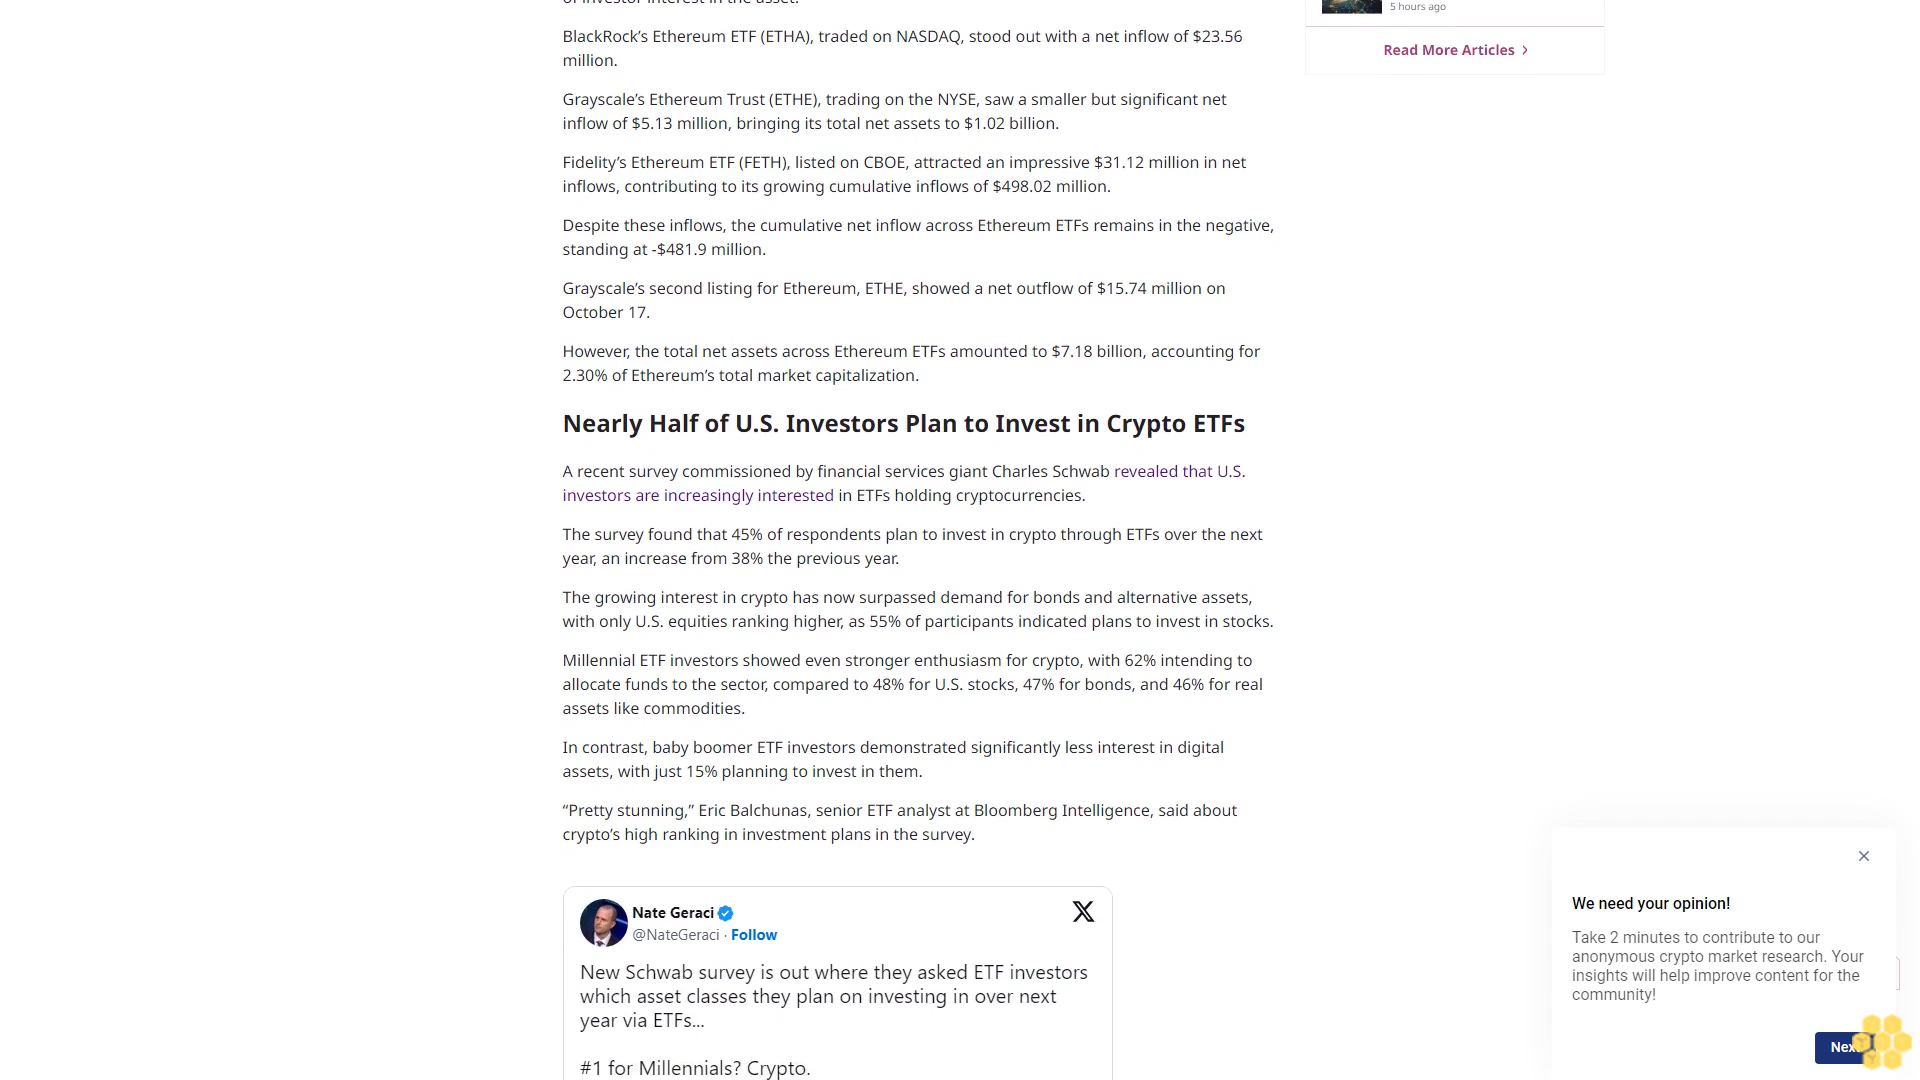 of investor interest in the asset.
5 hours ago
BlackRock’s Ethereum ETF (ETHA), traded on NASDAQ, stood out with a net inflow of $23.56
million.
Read More Articles
Grayscale’s Ethereum Trust (ETHE), trading on the NYSE, saw a smaller but significant net
inflow of $5.13 million, bringing its total net assets to $1.02 billion.
Fidelity’s Ethereum ETF (FETH), listed on CBOE, attracted an impressive $31.12 million in net
inflows, contributing to its growing cumulative inflows of $498.02 million.
Despite these inflows, the cumulative net inflow across Ethereum ETFs remains in the negative,
standing at -$481.9 million.
Grayscale’s second listing for Ethereum, ETHE, showed a net outflow of $15.74 million on
October 17.
However, the total net assets across Ethereum ETFs amounted to $7.18 billion, accounting for
2.30% of Ethereum’s total market capitalization.
Nearly Half of U.S. Investors Plan to Invest in Crypto ETFs
A recent survey commissioned by financial services giant Charles Schwab revealed that U.S.
investors are increasingly interested in ETFs holding cryptocurrencies.
The survey found that 45% of respondents plan to invest in crypto through ETFs over the next
year, an increase from 38% the previous year.
The growing interest in crypto has now surpassed demand for bonds and alternative assets,
with only U.S. equities ranking higher, as 55% of participants indicated plans to invest in stocks.
Millennial ETF investors showed even stronger enthusiasm for crypto, with 62% intending to
allocate funds to the sector, compared to 48% for U.S. stocks, 47% for bonds, and 46% for real
assets like commodities.
In contrast, baby boomer ETF investors demonstrated significantly less interest in digital
assets, with just 15% planning to invest in them.
“Pretty stunning,” Eric Balchunas, senior ETF analyst at Bloomberg Intelligence, said about
crypto’s high ranking in investment plans in the survey.
Nate Geraci
@NateGeraci · Follow
New Schwab survey is out where they asked ETF investors
which asset classes they plan on investing in over next
year via ETFs...
#1 for Millennials? Crypto.
We need your opinion!
Take 2 minutes to contribute to our
anonymous crypto market research. Your
insights will help improve content for the
community!